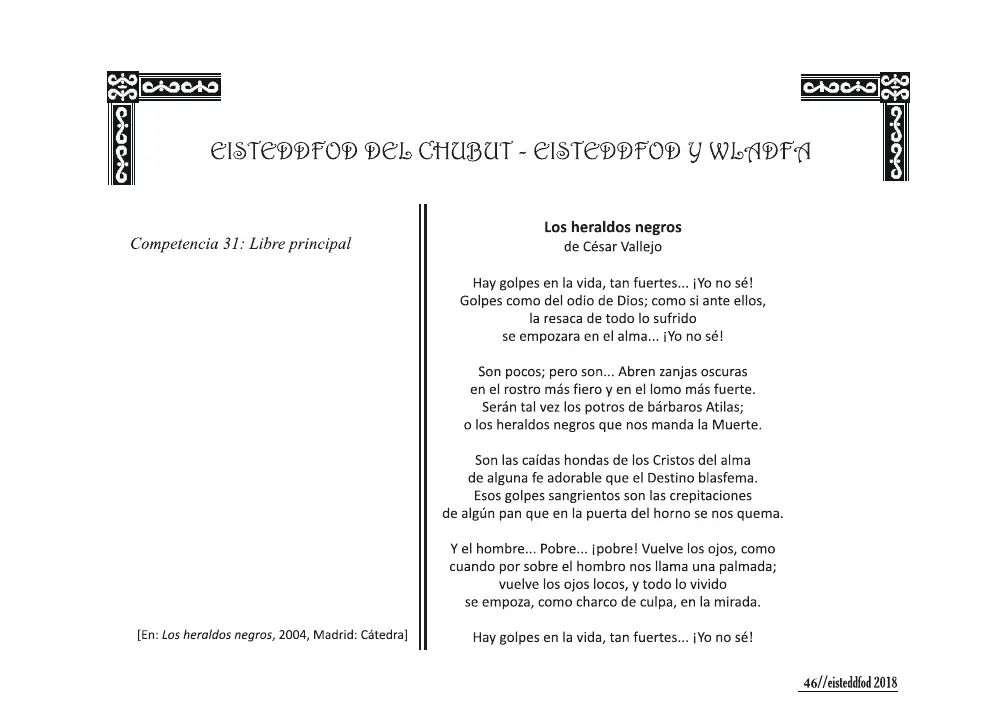 EISTEDDFOD DEL CHUBUT - EISTEDDFOD Y WLADFA
Competencia 31: Libre principal
[En: Los heraldos negros, 2004, Madrid: Cátedra]
Los heraldos negros
de César Vallejo
Hay golpes en la vida, tan fuertes... ¡Yo no sé!
Golpes como del odio de Dios; como si ante ellos,
la resaca de todo lo sufrido
se empozara en el alma... ¡Yo no sé!
Son pocos; pero son... Abren zanjas oscuras
en el rostro más fiero y en el lomo más fuerte.
Serán tal vez los potros de bárbaros Atilas;
o los heraldos negros que nos manda la Muerte.
Son las caídas hondas de los Cristos del alma
de alguna fe adorable que el Destino blasfema.
Esos golpes sangrientos son las crepitaciones
de algún pan que en la puerta del horno se nos quema.
Y el hombre... Pobre... ¡pobre! Vuelve los ojos, como
cuando por sobre el hombro nos llama una palmada;
vuelve los ojos locos, y todo lo vivido
se empoza, como charco de culpa, en la mirada.
Hay golpes en la vida, tan fuertes... ¡Yo no sé!
46//eisteddfod 2018